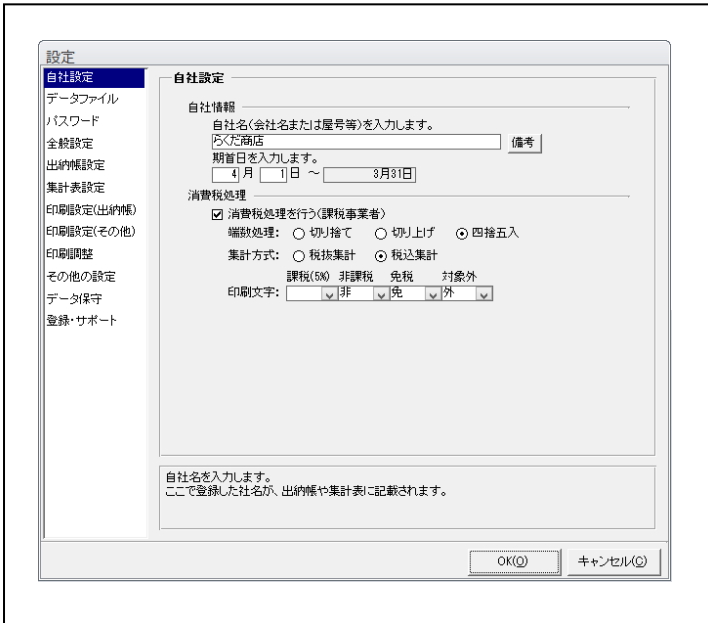 設定
自社設定
データファイル
パスワード
全般設定
出納帳設定
集計表設定
印刷設定(出納帳)
印刷設定(その他)
印刷調整
その他の設定
データ保守
登録・サポート
自社設定
自社情報
自社名(会社名または屋号等)を入力します。
らくだ商店 備考
期首日を入力します。
4 月 1 日 ～ 3月31日
消費税処理
消費税処理を行う(課税事業者)
端数処理: 切り捨て 切り上げ 四捨五入
集計方式: 税抜集計 税込集計
課税(5%) 非課税 免税 対象外
印刷文字: 非 免 外
自社名を入力します。
ここで登録した社名が、出納帳や集計表に記載されます。
OK(O) キャンセル(C)